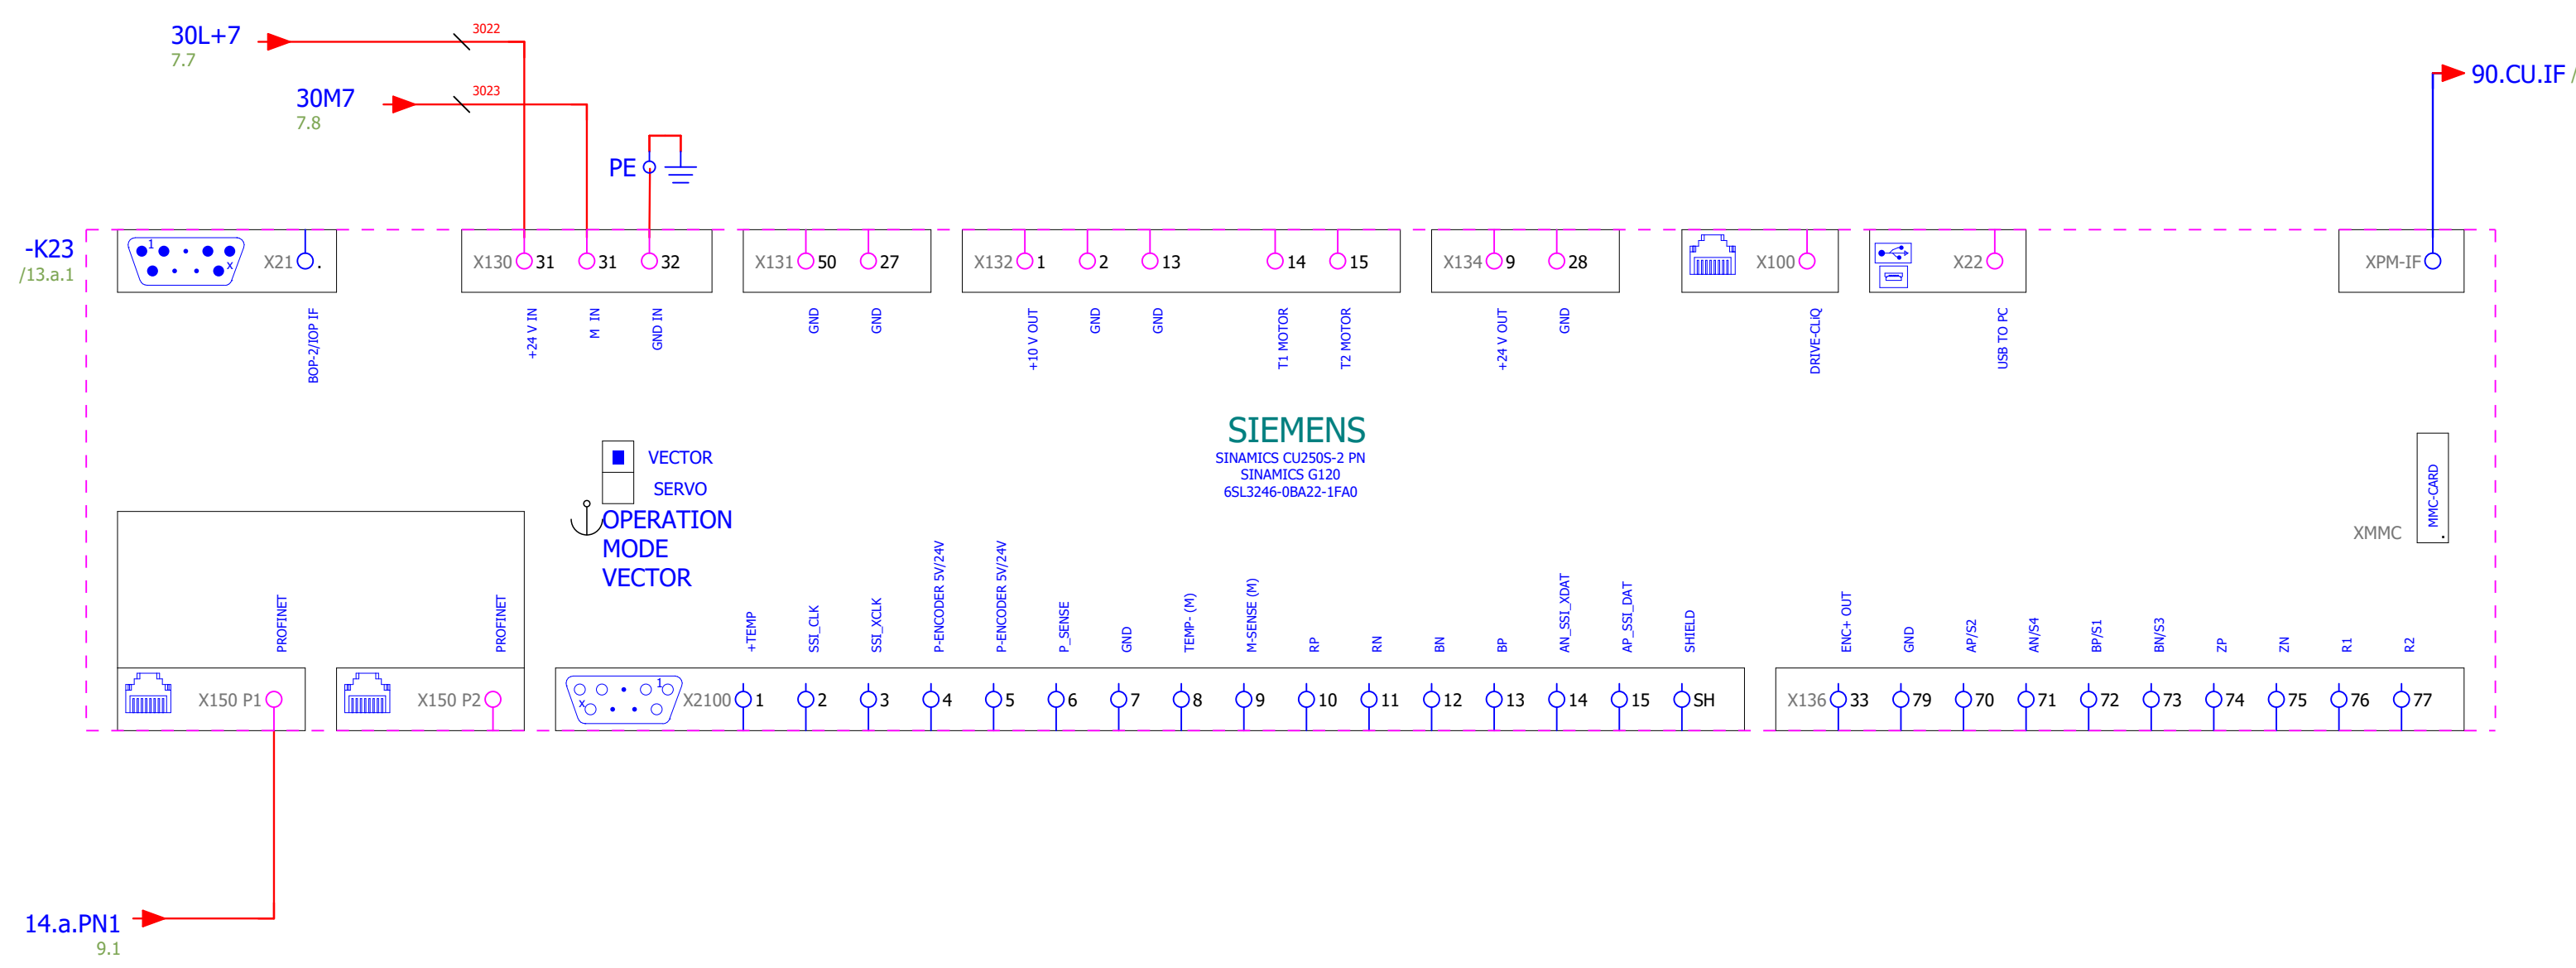 30L+7
7.7
3022
30M7
7.8
3023
PE
90.CU.IF /
-K23
/13.a.1
1
x
X21 .
X130 31 31 32
X131 50 27
X132 1 2 13 14 15
X134 9 28
X100
X22
XPM-IF
BOP-2/IOP IF
+24 V IN
M IN
GND IN
GND
GND
+10 V OUT
GND
GND
T1 MOTOR
T2 MOTOR
+24 V OUT
GND
DRIVE-CLiQ
USB TO PC
SIEMENS
SINAMICS CU250S-2 PN
SINAMICS G120
6SL3246-0BA22-1FA0
VECTOR
SERVO
OPERATION
MODE
VECTOR
MMC-CARD
XMMC
.
PROFINET
PROFINET
+TEMP
SSI_CLK
SSI_XCLK
P-ENCODER 5V/24V
P-ENCODER 5V/24V
P_SENSE
GND
TEMP- (M)
M-SENSE (M)
RP
RN
BN
BP
AN_SSI_XDAT
AP_SSI_DAT
SHIELD
ENC+ OUT
GND
AP/S2
AN/S4
BP/S1
BN/S3
ZP
ZN
R1
R2
X150 P1
X150 P2
1
x
X2100 1 2 3 4 5 6 7 8 9 10 11 12 13 14 15 SH
X136 33 79 70 71 72 73 74 75 76 77
14.a.PN1
9.1